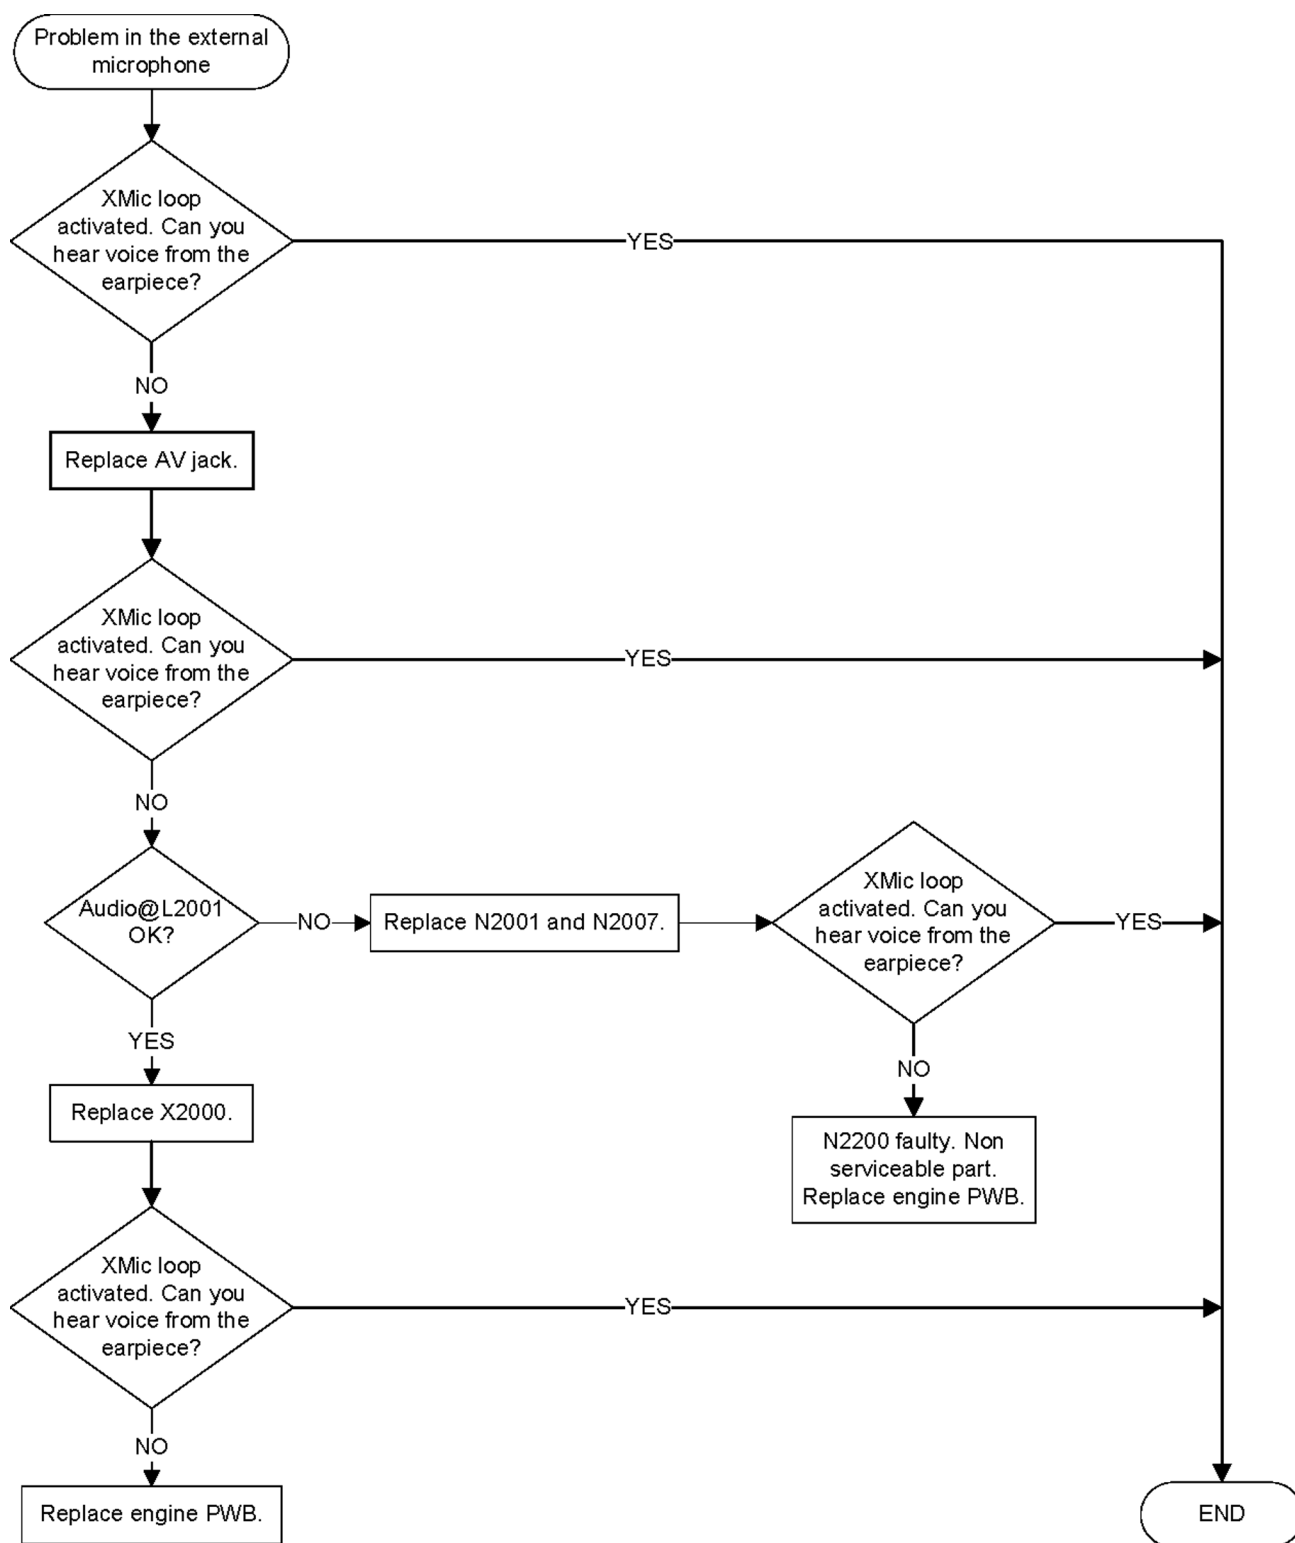 Problem in the external
microphone
XMic loop
activated. Can you
hear voice from the
earpiece?
YES
NO
Replace AV jack.
XMic loop
activated. Can you
hear voice from the
earpiece?
YES
NO
Audio@L2001
OK?
NO
Replace N2001 and N2007.
XMic loop
activated. Can you
hear voice from the
earpiece?
YES
YES
NO
Replace X2000.
N2200 faulty. Non
serviceable part.
Replace engine PWB.
XMic loop
activated. Can you
hear voice from the
earpiece?
YES
NO
Replace engine PWB.
END